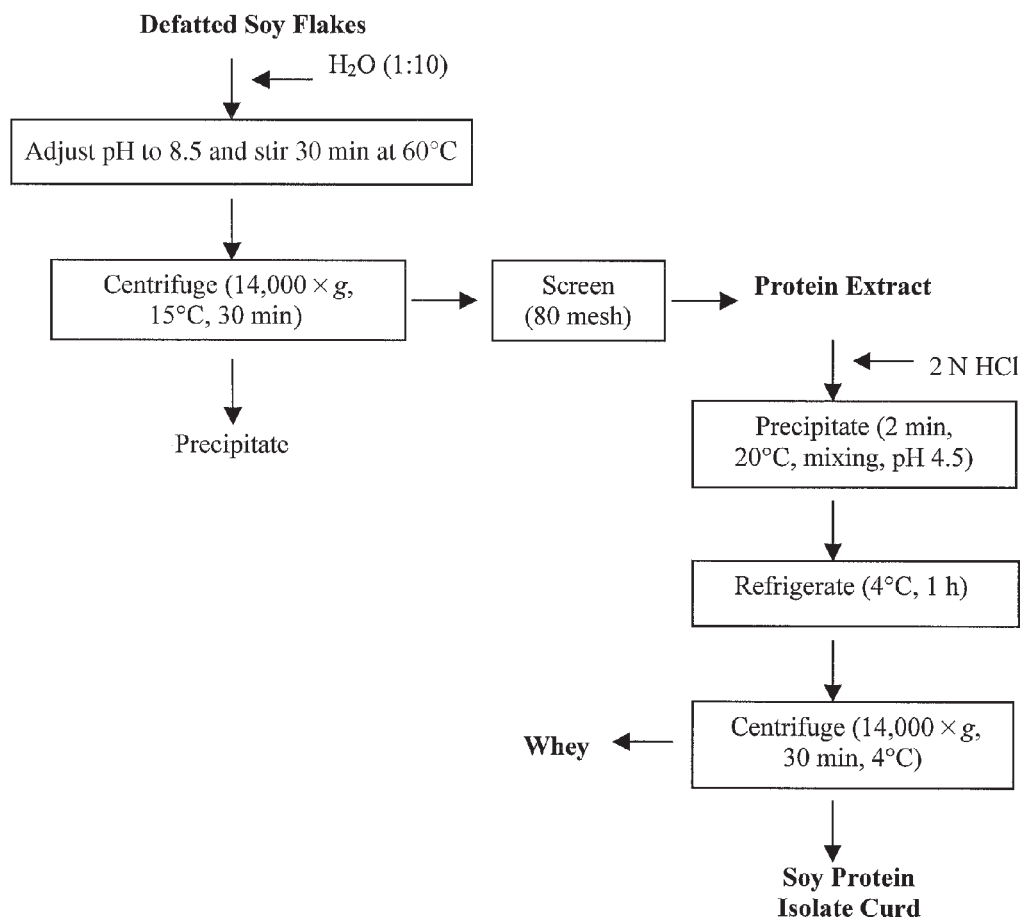 Defatted Soy Flakes
H₂O (1:10)
Adjust pH to 8.5 and stir 30 min at 60°C
Centrifuge (14,000 × g,
15°C, 30 min)
Screen
(80 mesh)
Protein Extract
Precipitate
2 N HCl
Precipitate (2 min,
20°C, mixing, pH 4.5)
Refrigerate (4°C, 1 h)
Centrifuge (14,000 × g,
30 min, 4°C)
Whey
Soy Protein
Isolate Curd